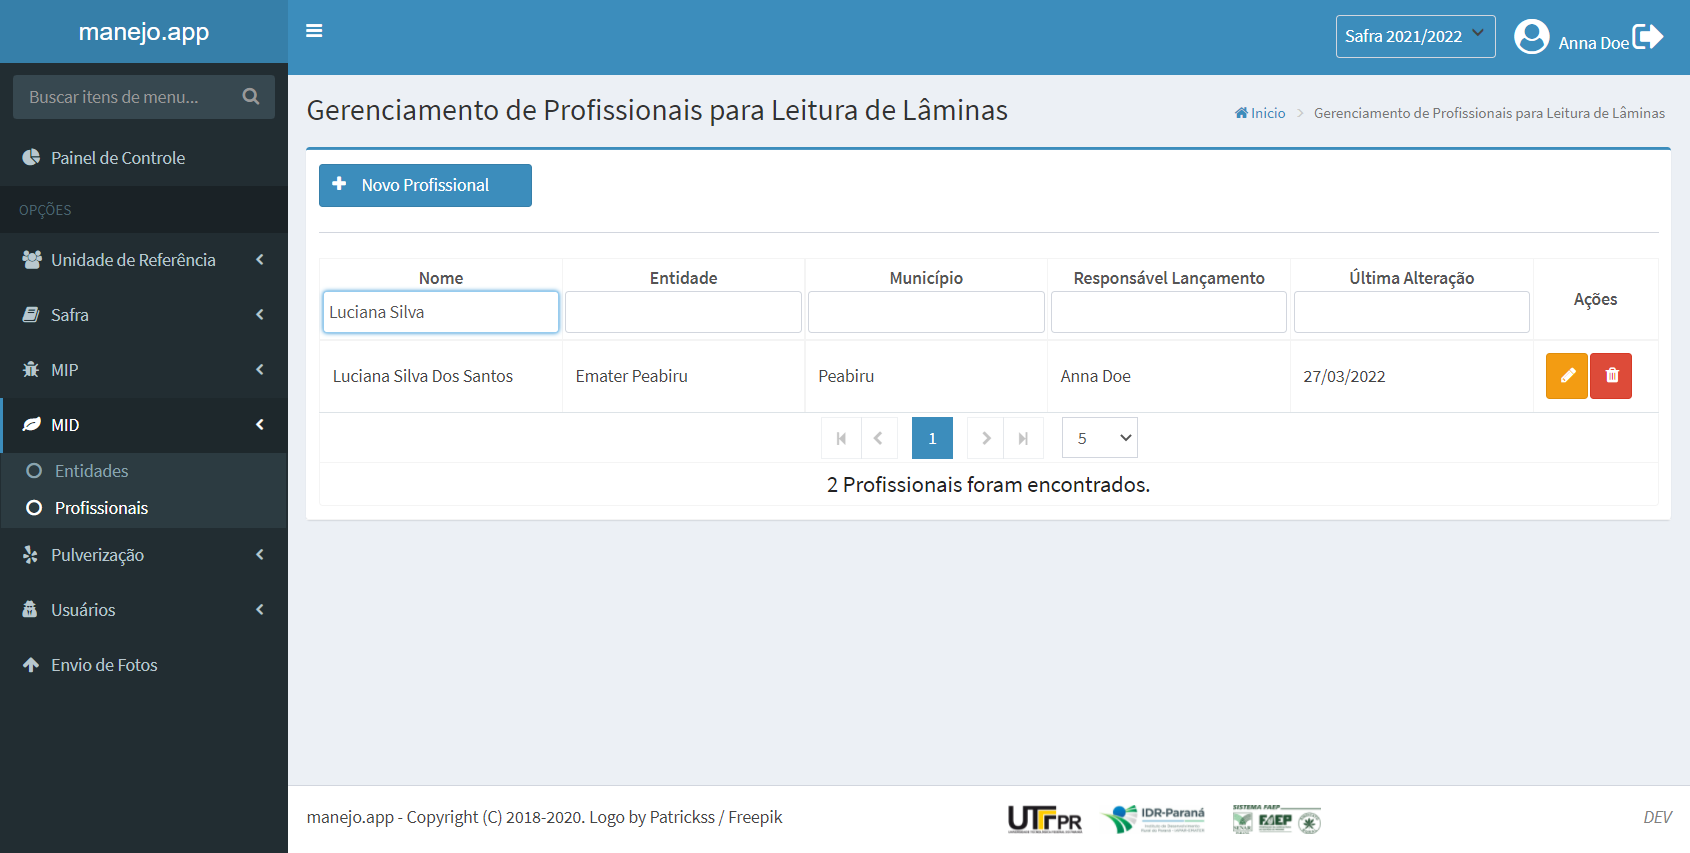 manejo.app
Safra 2021/2022
Anna Doe
Buscar itens de menu...
Painel de Controle
OPÇÕES
Unidade de Referência
Safra
MIP
MID
Entidades
Profissionais
Pulverização
Usuários
Envio de Fotos
Gerenciamento de Profissionais para Leitura de Lâminas
Inicio > Gerenciamento de Profissionais para Leitura de Lâminas
Novo Profissional
Nome Entidade Município Responsável Lançamento Última Alteração Ações
Luciana Silva
Luciana Silva Dos Santos Emater Peabiru Peabiru Anna Doe 27/03/2022
1 5
2 Profissionais foram encontrados.
manejo.app - Copyright (C) 2018-2020. Logo by Patrickss / Freepik
UTFPR
IDR-Paraná
SISTEMA FAEP
SENAR FAEP
DEV